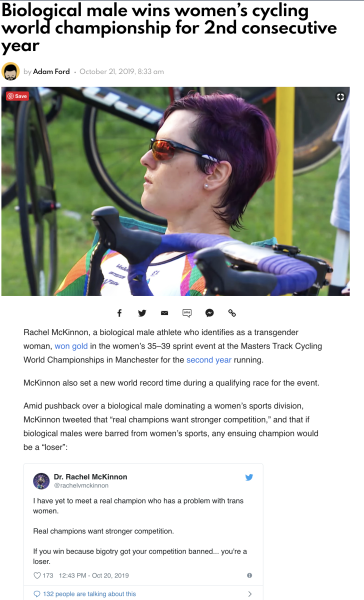 Biological male wins women's cycling
world championship for 2nd consecutive
year
by Adam Ford • October 21, 2019, 8:33 am
Save
Rachel McKinnon, a biological male athlete who identifies as a transgender
woman, won gold in the women's 35–39 sprint event at the Masters Track Cycling
World Championships in Manchester for the second year running.
McKinnon also set a new world record time during a qualifying race for the event.
Amid pushback over a biological male dominating a women's sports division,
McKinnon tweeted that "real champions want stronger competition," and that if
biological males were barred from women's sports, any ensuing champion would
be a "loser":
Dr. Rachel McKinnon
@rachelvmckinnon
I have yet to meet a real champion who has a problem with trans
women.
Real champions want stronger competition.
If you win because bigotry got your competition banned... you're a
loser.
173 12:43 PM - Oct 20, 2019
132 people are talking about this